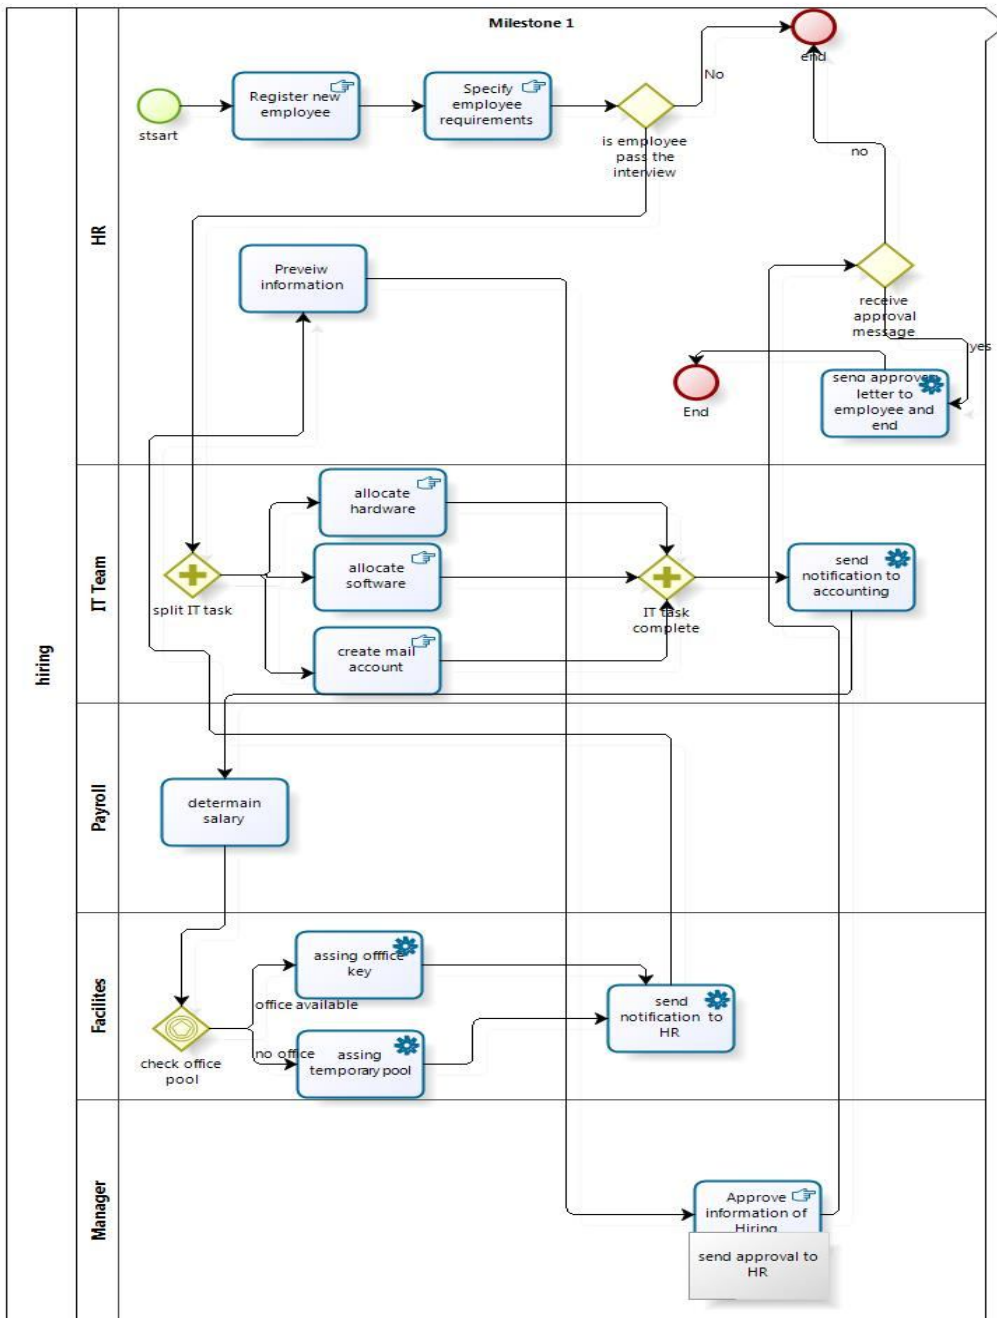 Milestone 1
end
No
Register new
employee
Specify
employee
requirements
stsart
is employee
pass the
interview
no
HR
Preveiw
information
receive
approval
message
yes
send approved
letter to
employee and
end
End
hiring
IT Team
allocate
hardware
split IT task
allocate
software
IT task
complete
send
notification to
accounting
create mail
account
Payroll
determain
salary
Facilites
assing offfice
key
office available
check office
pool
no office
assing
temporary pool
send
notification to
HR
Manager
Approve
information of
Hiring
send approval to
HR